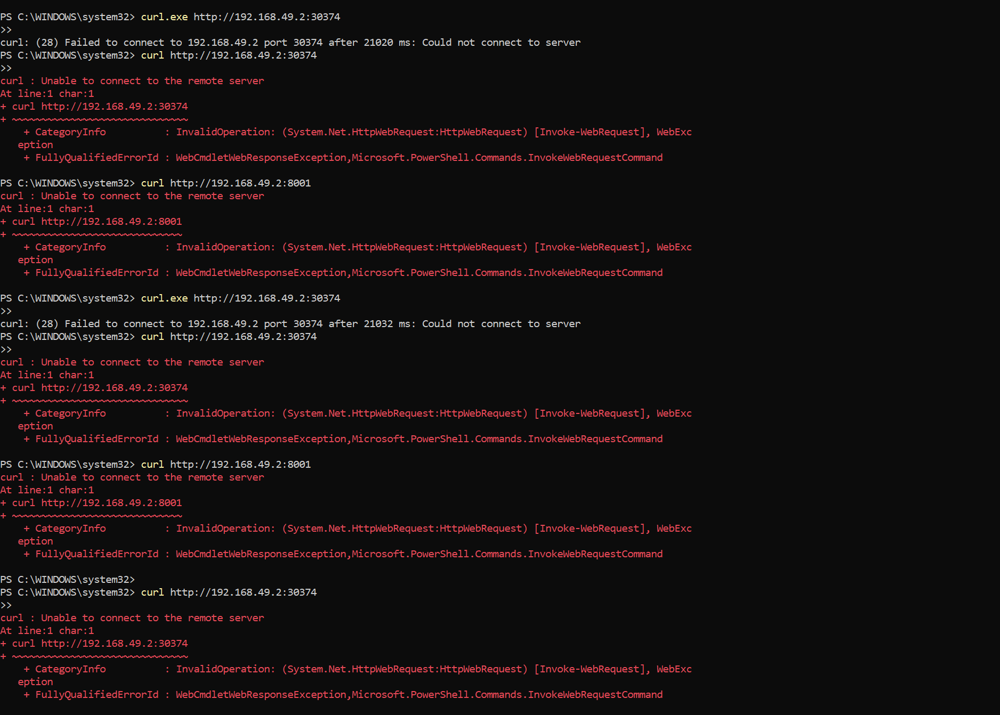 PS C:\WINDOWS\system32> curl.exe http://192.168.49.2:30374
>>
curl: (28) Failed to connect to 192.168.49.2 port 30374 after 21020 ms: Could not connect to server
PS C:\WINDOWS\system32> curl http://192.168.49.2:30374
>>
curl : Unable to connect to the remote server
At line:1 char:1
+ curl http://192.168.49.2:30374
+ ~~~~~~~~~~~~~~~~~~~~~~~~~~~~~~
    + CategoryInfo          : InvalidOperation: (System.Net.HttpWebRequest:HttpWebRequest) [Invoke-WebRequest], WebExc
   eption
    + FullyQualifiedErrorId : WebCmdletWebResponseException,Microsoft.PowerShell.Commands.InvokeWebRequestCommand

PS C:\WINDOWS\system32> curl http://192.168.49.2:8001
curl : Unable to connect to the remote server
At line:1 char:1
+ curl http://192.168.49.2:8001
+ ~~~~~~~~~~~~~~~~~~~~~~~~~~~~~
    + CategoryInfo          : InvalidOperation: (System.Net.HttpWebRequest:HttpWebRequest) [Invoke-WebRequest], WebExc
   eption
    + FullyQualifiedErrorId : WebCmdletWebResponseException,Microsoft.PowerShell.Commands.InvokeWebRequestCommand

PS C:\WINDOWS\system32> curl.exe http://192.168.49.2:30374
>>
curl: (28) Failed to connect to 192.168.49.2 port 30374 after 21032 ms: Could not connect to server
PS C:\WINDOWS\system32> curl http://192.168.49.2:30374
>>
curl : Unable to connect to the remote server
At line:1 char:1
+ curl http://192.168.49.2:30374
+ ~~~~~~~~~~~~~~~~~~~~~~~~~~~~~~
    + CategoryInfo          : InvalidOperation: (System.Net.HttpWebRequest:HttpWebRequest) [Invoke-WebRequest], WebExc
   eption
    + FullyQualifiedErrorId : WebCmdletWebResponseException,Microsoft.PowerShell.Commands.InvokeWebRequestCommand

PS C:\WINDOWS\system32> curl http://192.168.49.2:8001
curl : Unable to connect to the remote server
At line:1 char:1
+ curl http://192.168.49.2:8001
+ ~~~~~~~~~~~~~~~~~~~~~~~~~~~~~
    + CategoryInfo          : InvalidOperation: (System.Net.HttpWebRequest:HttpWebRequest) [Invoke-WebRequest], WebExc
   eption
    + FullyQualifiedErrorId : WebCmdletWebResponseException,Microsoft.PowerShell.Commands.InvokeWebRequestCommand

PS C:\WINDOWS\system32>
PS C:\WINDOWS\system32> curl http://192.168.49.2:30374
>>
curl : Unable to connect to the remote server
At line:1 char:1
+ curl http://192.168.49.2:30374
+ ~~~~~~~~~~~~~~~~~~~~~~~~~~~~~~
    + CategoryInfo          : InvalidOperation: (System.Net.HttpWebRequest:HttpWebRequest) [Invoke-WebRequest], WebExc
   eption
    + FullyQualifiedErrorId : WebCmdletWebResponseException,Microsoft.PowerShell.Commands.InvokeWebRequestCommand